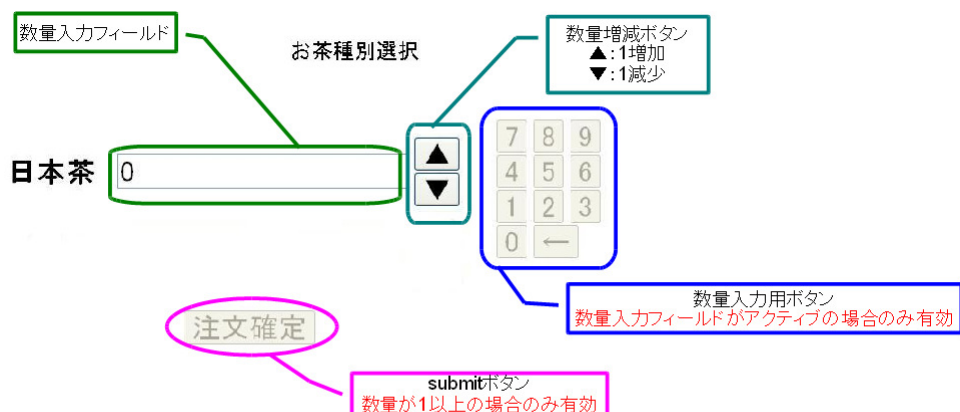 数量入力フィールド
お茶種別選択
数量増減ボタン
▲:1増加
▼:1減少
日本茶
0
▲
▼
7 8 9
4 5 6
1 2 3
0 ←
数量入力用ボタン
数量入力フィールドがアクティブの場合のみ有効
注文確定
submitボタン
数量が1以上の場合のみ有効